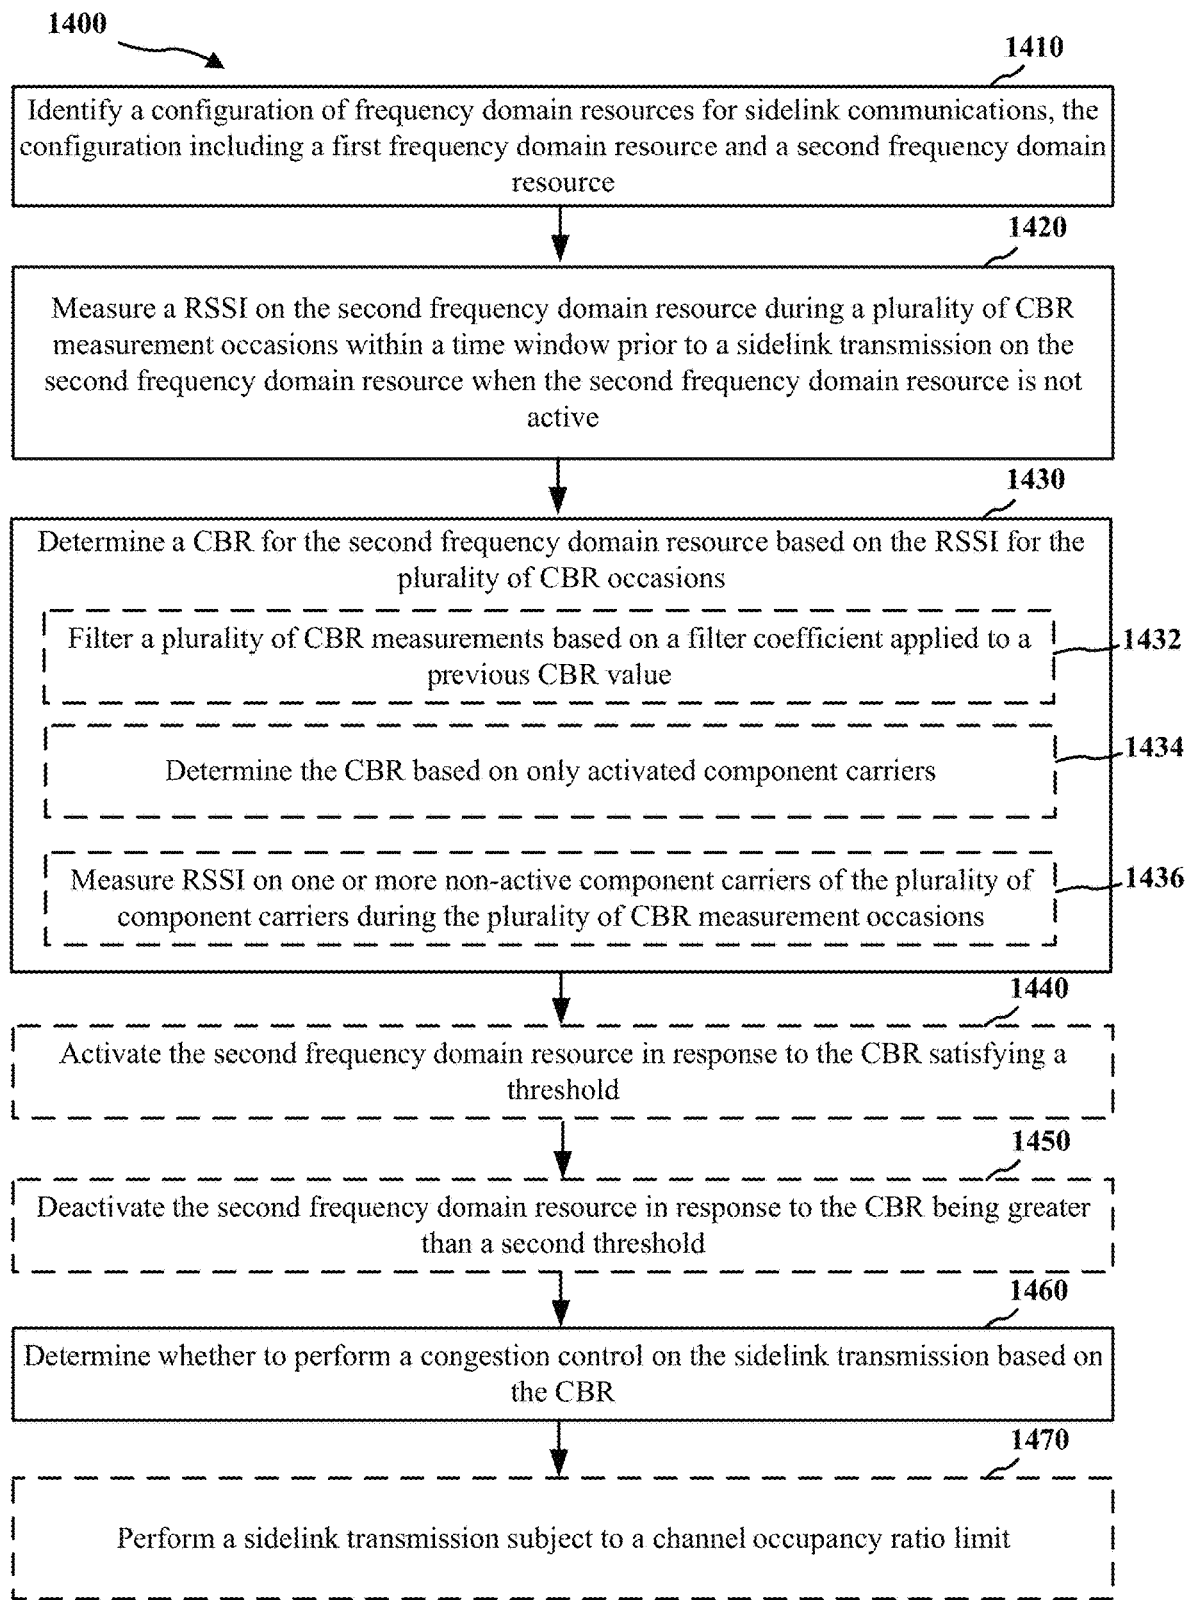 1400
1410
Identify a configuration of frequency domain resources for sidelink communications, the
configuration including a first frequency domain resource and a second frequency domain
resource
1420
Measure a RSSI on the second frequency domain resource during a plurality of CBR
measurement occasions within a time window prior to a sidelink transmission on the
second frequency domain resource when the second frequency domain resource is not
active
1430
Determine a CBR for the second frequency domain resource based on the RSSI for the
plurality of CBR occasions
Filter a plurality of CBR measurements based on a filter coefficient applied to a
previous CBR value
1432
Determine the CBR based on only activated component carriers
1434
Measure RSSI on one or more non-active component carriers of the plurality of
component carriers during the plurality of CBR measurement occasions
1436
1440
Activate the second frequency domain resource in response to the CBR satisfying a
threshold
1450
Deactivate the second frequency domain resource in response to the CBR being greater
than a second threshold
1460
Determine whether to perform a congestion control on the sidelink transmission based on
the CBR
1470
Perform a sidelink transmission subject to a channel occupancy ratio limit